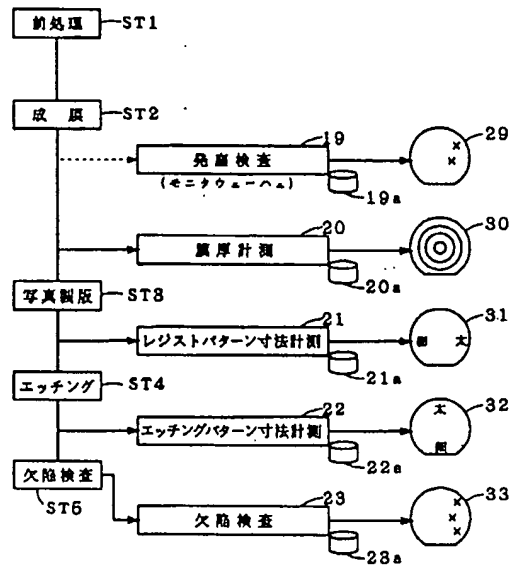 前処理 ST1
成膜 ST2
19
発塵検査
(モニタウェーハ)
19a
29
20
膜厚計測
20a
30
写真製版 ST3
21
レジストパターン寸法計測
21a
31
細 太
エッチング ST4
22
エッチングパターン寸法計測
22a
32
太
細
欠陥検査
ST5
23
欠陥検査
23a
33